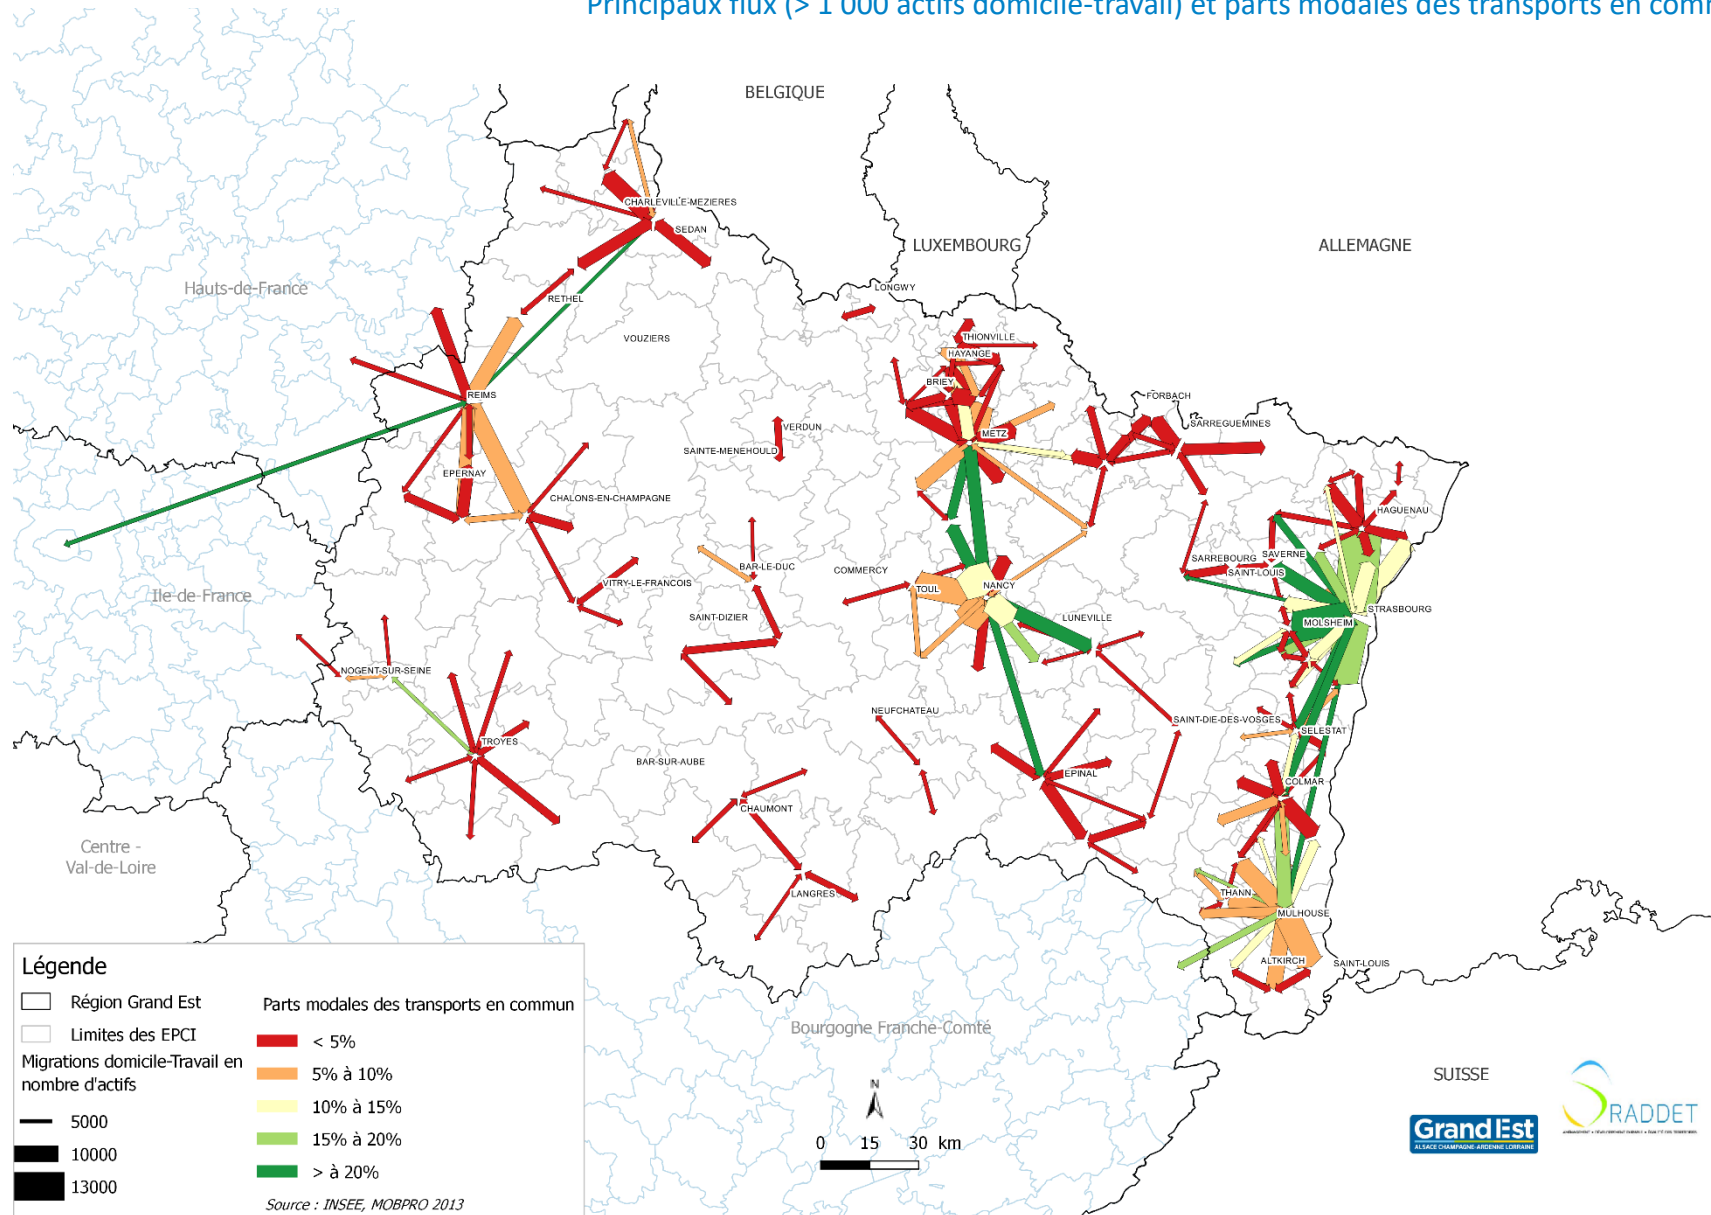 Principaux flux (> 1 000 actifs domicile-travail) et parts modales des transports en comm
BELGIQUE
LUXEMBOURG
ALLEMAGNE
CHARLEVILLE-MEZIERES
SEDAN
Hauts-de-France
LONGWY
RETHEL
VOUZIERS
THIONVILLE
HAYANGE
BRIEY
REIMS
FORBACH
SARREGUEMINES
VERDUN
METZ
SAINTE-MENEHOULD
EPERNAY
CHALONS-EN-CHAMPAGNE
HAGUENAU
SARREBOURG
SAVERNE
BAR-LE-DUC
COMMERCY
SAINT-LOUIS
VITRY-LE-FRANCOIS
TOUL
NANCY
Ile de-France
STRASBOURG
SAINT-DIZIER
LUNEVILLE
MOLSHEIM
NOGENT-SUR-SEINE
NEUFCHATEAU
SAINT-DIE-DES-VOSGES
SELESTAT
TROYES
BAR-SUR-AUBE
EPINAL
COLMAR
CHAUMONT
Centre -
Val-de-Loire
LANGRES
THANN
MULHOUSE
ALTKIRCH
SAINT-LOUIS
Bourgogne Franche-Comté
SUISSE
Légende
Région Grand Est
Limites des EPCI
Migrations domicile-Travail en
nombre d'actifs
5000
10000
13000
Parts modales des transports en commun
< 5%
5% à 10%
10% à 15%
15% à 20%
> à 20%
Source : INSEE, MOBPRO 2013
N
0 15 30 km
Grand Est
ALSACE CHAMPAGNE-ARDENNE LORRAINE
RADDET